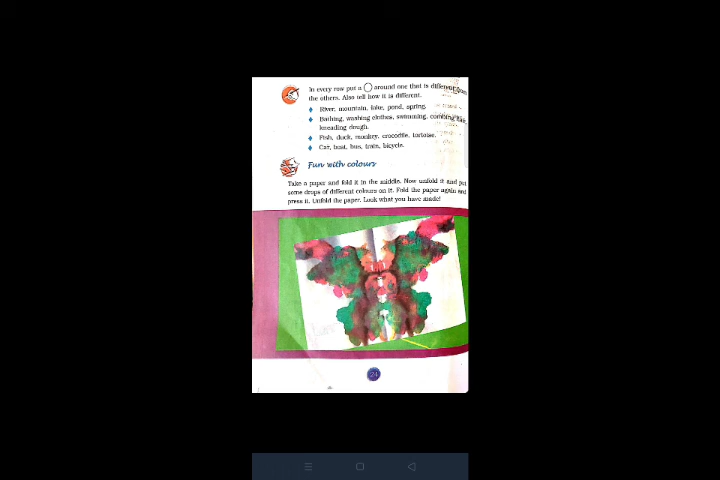 In every row put a ◯ around one that is different from
the others. Also tell how it is different.
River, mountain, lake, pond, spring.
Bathing, washing clothes, swimming, combing hair,
kneading dough.
Fish, duck, monkey, crocodile, tortoise.
Car, boat, bus, train, bicycle.
Fun with colours
Take a paper and fold it in the middle. Now unfold it and put
some drops of different colours on it. Fold the paper again and
press it. Unfold the paper. Look what you have made!
24